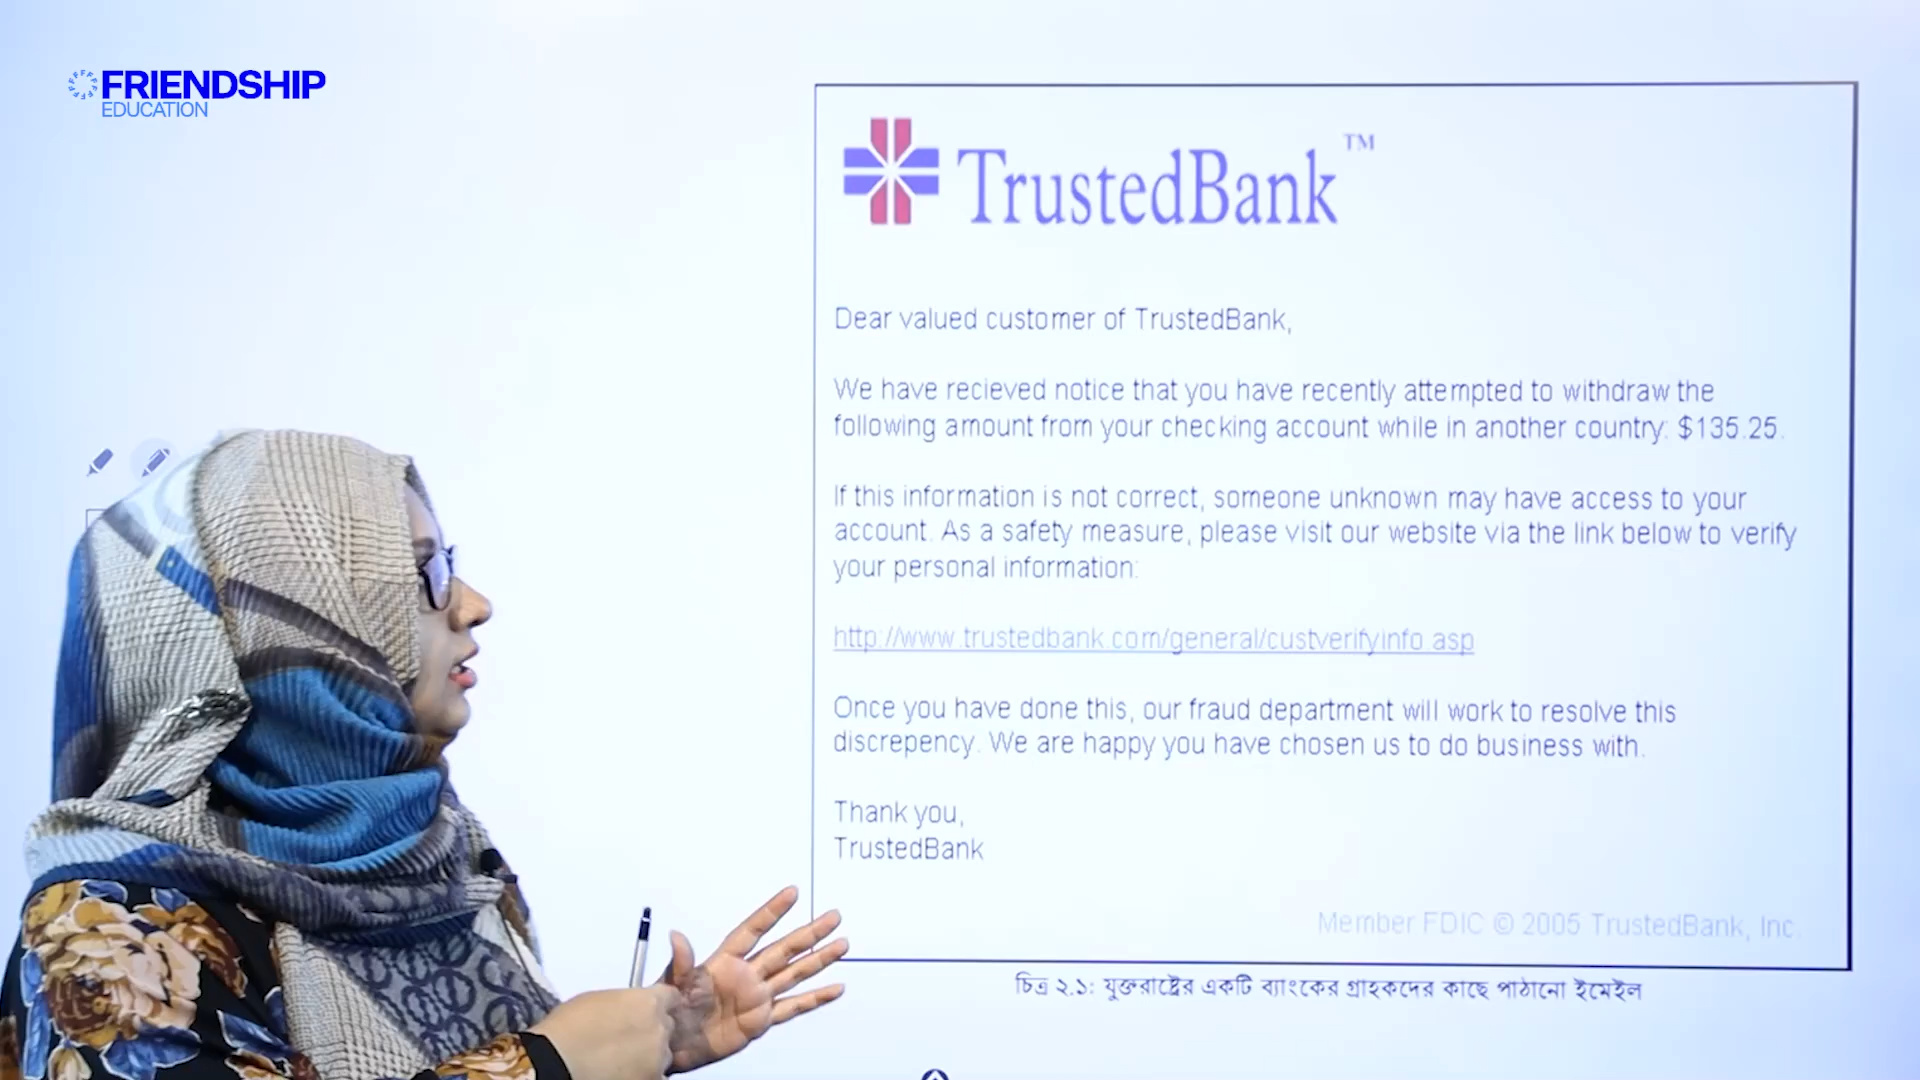 FRIENDSHIP
EDUCATION
TrustedBank™
Dear valued customer of TrustedBank,
We have recieved notice that you have recently attempted to withdraw the
following amount from your checking account while in another country: $135.25.
If this information is not correct, someone unknown may have access to your
account. As a safety measure, please visit our website via the link below to verify
your personal information:
http://www.trustedbank.com/general/custverifyinfo.asp
Once you have done this, our fraud department will work to resolve this
discrepency. We are happy you have chosen us to do business with.
Thank you,
TrustedBank
Member FDIC © 2005 TrustedBank, Inc.
চিত্র ২.১: যুক্তরাষ্ট্রের একটি ব্যাংকের গ্রাহকদের কাছে পাঠানো ইমেইল